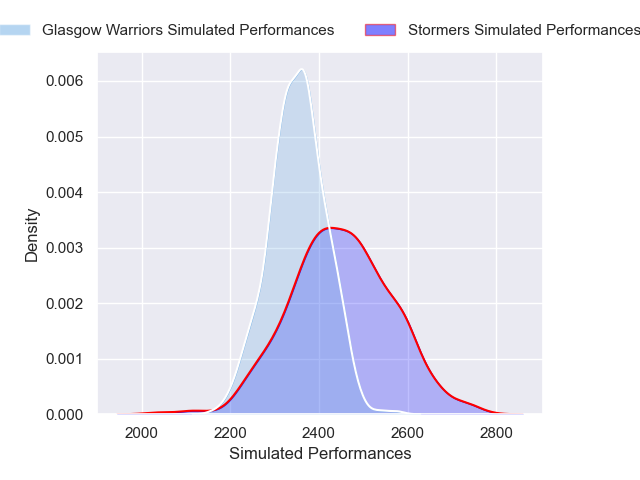 Glasgow Warriors Simulated Performances Stormers Simulated Performances
0.006
0.005
0.004
0.003
0.002
0.001
0.000
Density
2000 2200 2400 2600 2800
Simulated Performances